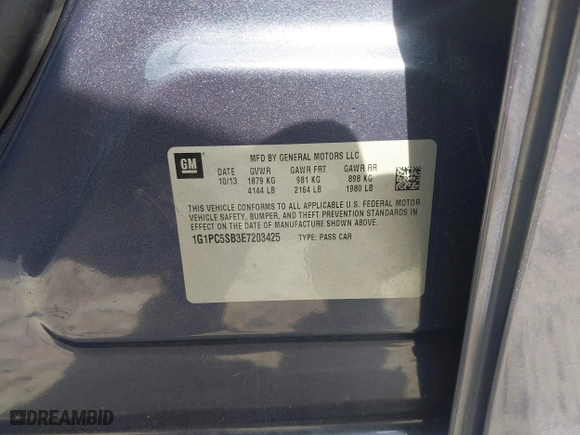 GM
MFD BY GENERAL MOTORS LLC
DATE GVWR GAWR FRT GAWR RR
10/13 1879 KG 981 KG 898 KG
4144 LB 2164 LB 1980 LB
THIS VEHICLE CONFORMS TO ALL APPLICABLE U.S. FEDERAL MOTOR
VEHICLE SAFETY, BUMPER, AND THEFT PREVENTION STANDARDS IN
EFFECT ON THE DATE OF MANUFACTURE SHOWN ABOVE.
1G1PC5SB3E7203425 TYPE: PASS CAR
DREAMBID